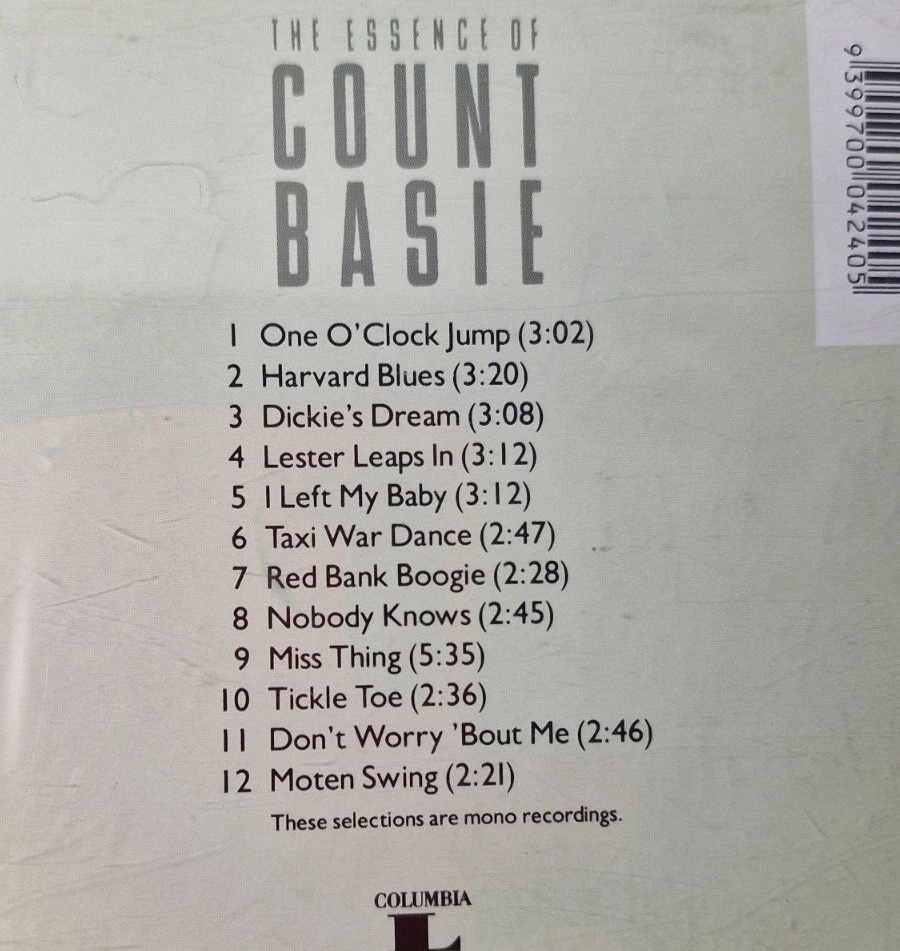 THE ESSENCE OF
COUNT
BASIE
1 One O'Clock Jump (3:02)
2 Harvard Blues (3:20)
3 Dickie's Dream (3:08)
4 Lester Leaps In (3:12)
5 I Left My Baby (3:12)
6 Taxi War Dance (2:47)
7 Red Bank Boogie (2:28)
8 Nobody Knows (2:45)
9 Miss Thing (5:35)
10 Tickle Toe (2:36)
11 Don't Worry 'Bout Me (2:46)
12 Moten Swing (2:21)
These selections are mono recordings.
COLUMBIA
9 399700 042405